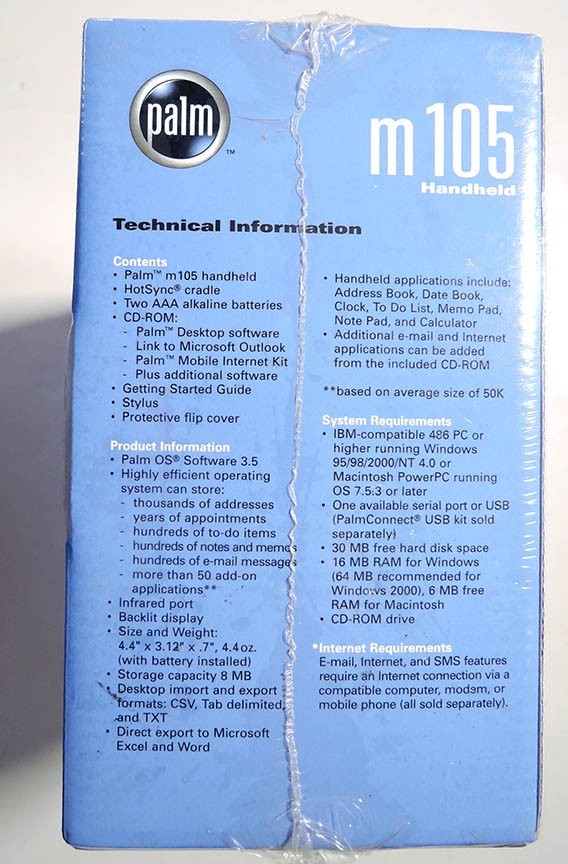 palm
™
m105
Handheld
Technical Information
Contents
• Palm™ m105 handheld
• HotSync® cradle
• Two AAA alkaline batteries
• CD-ROM:
- Palm™ Desktop software
- Link to Microsoft Outlook
- Palm™ Mobile Internet Kit
- Plus additional software
• Getting Started Guide
• Stylus
• Protective flip cover
Product Information
• Palm OS® Software 3.5
• Highly efficient operating
system can store:
- thousands of addresses
- years of appointments
- hundreds of to-do items
- hundreds of notes and memos
- hundreds of e-mail messages
- more than 50 add-on
applications**
• Infrared port
• Backlit display
• Size and Weight:
4.4" x 3.12" x .7", 4.4oz.
(with battery installed)
• Storage capacity 8 MB
• Desktop import and export
formats: CSV, Tab delimited,
and TXT
• Direct export to Microsoft
Excel and Word
• Handheld applications include:
Address Book, Date Book,
Clock, To Do List, Memo Pad,
Note Pad, and Calculator
• Additional e-mail and Internet
applications can be added
from the included CD-ROM
**based on average size of 50K
System Requirements
• IBM-compatible 486 PC or
higher running Windows
95/98/2000/NT 4.0 or
Macintosh PowerPC running
OS 7.5.3 or later
• One available serial port or USB
(PalmConnect® USB kit sold
separately)
• 30 MB free hard disk space
• 16 MB RAM for Windows
(64 MB recommended for
Windows 2000), 6 MB free
RAM for Macintosh
• CD-ROM drive
*Internet Requirements
E-mail, Internet, and SMS features
require an Internet connection via a
compatible computer, modem, or
mobile phone (all sold separately).